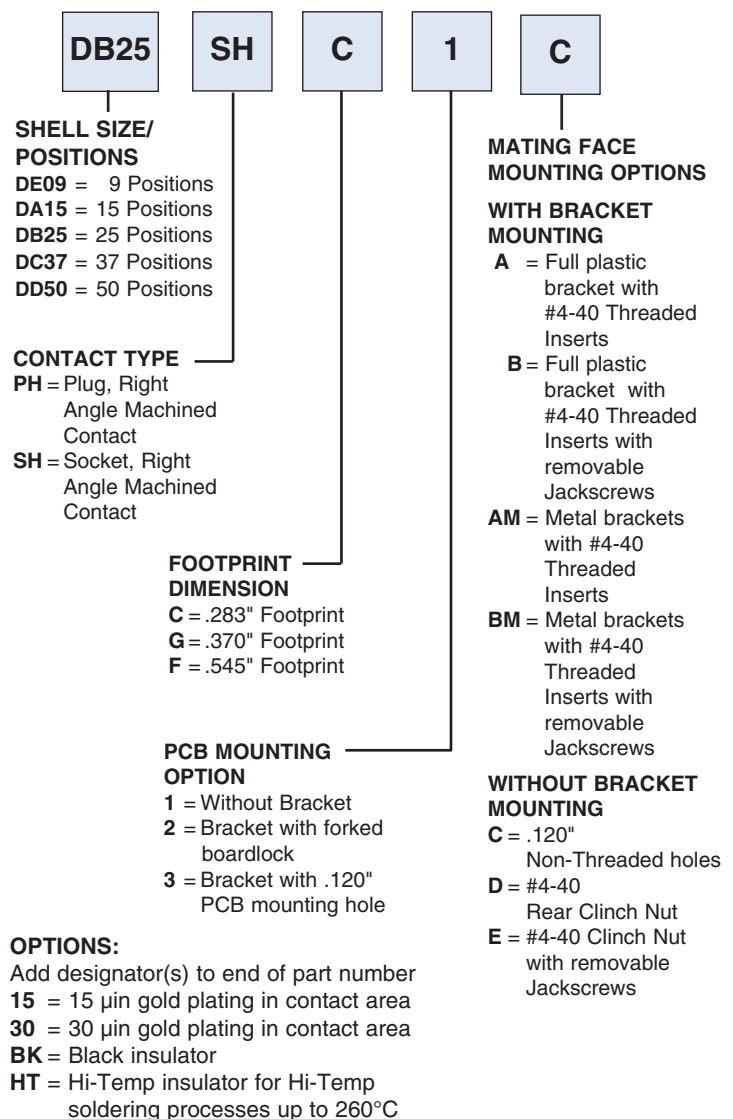 DB25 SH C 1 C
SHELL SIZE/
POSITIONS
DE09 = 9 Positions
DA15 = 15 Positions
DB25 = 25 Positions
DC37 = 37 Positions
DD50 = 50 Positions
CONTACT TYPE
PH = Plug, Right
Angle Machined
Contact
SH = Socket, Right
Angle Machined
Contact
FOOTPRINT
DIMENSION
C = .283" Footprint
G = .370" Footprint
F = .545" Footprint
PCB MOUNTING
OPTION
1 = Without Bracket
2 = Bracket with forked
boardlock
3 = Bracket with .120"
PCB mounting hole
MATING FACE
MOUNTING OPTIONS
WITH BRACKET
MOUNTING
A = Full plastic
bracket with
#4-40 Threaded
Inserts
B = Full plastic
bracket with
#4-40 Threaded
Inserts with
removable
Jackscrews
AM = Metal brackets
with #4-40
Threaded
Inserts
BM = Metal brackets
with #4-40
Threaded
Inserts with
removable
Jackscrews
WITHOUT BRACKET
MOUNTING
C = .120"
Non-Threaded holes
D = #4-40
Rear Clinch Nut
E = #4-40 Clinch Nut
with removable
Jackscrews
OPTIONS:
Add designator(s) to end of part number
15 = 15 µin gold plating in contact area
30 = 30 µin gold plating in contact area
BK = Black insulator
HT = Hi-Temp insulator for Hi-Temp
soldering processes up to 260°C